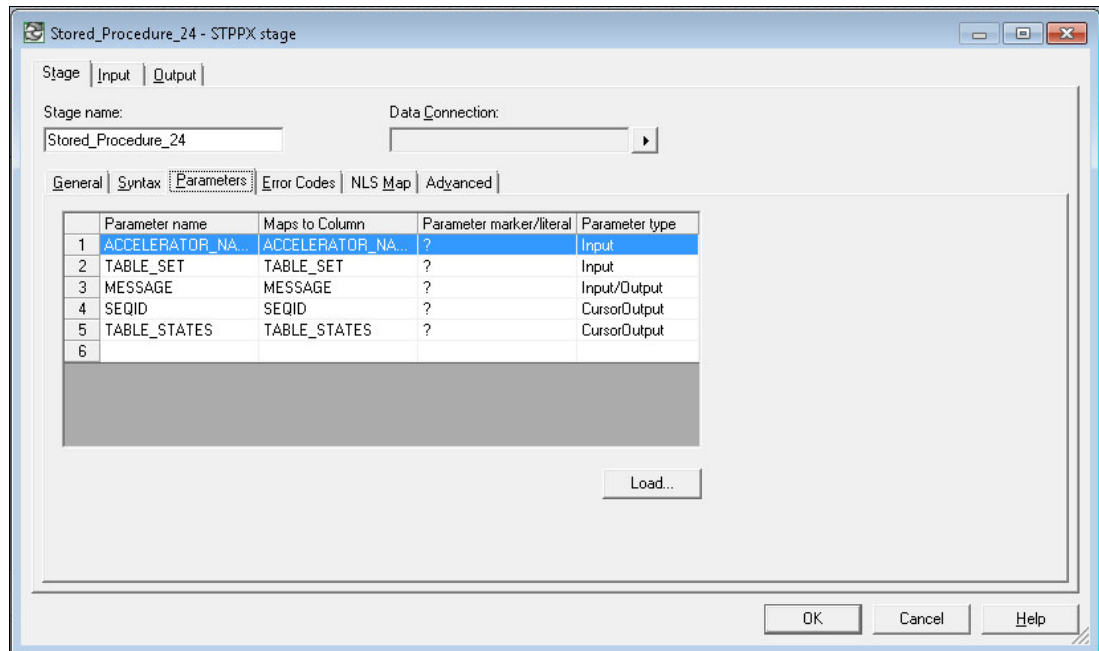 Stored_Procedure_24 - STPPX stage
Stage Input Output
Stage name: Data Connection:
Stored_Procedure_24
General Syntax Parameters Error Codes NLS Map Advanced
Parameter name Maps to Column Parameter marker/literal Parameter type
1 ACCELERATOR_NA... ACCELERATOR_NA... ? Input
2 TABLE_SET TABLE_SET ? Input
3 MESSAGE MESSAGE ? Input/Output
4 SEQID SEQID ? CursorOutput
5 TABLE_STATES TABLE_STATES ? CursorOutput
6
Load...
OK Cancel Help